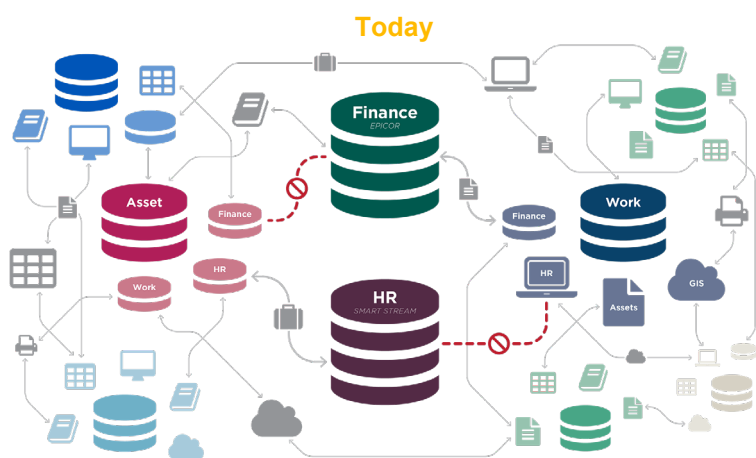 Today
Finance
EPICOR
Asset
Finance
Finance
Work
HR
HR
Work
HR
SMART STREAM
Assets
GIS